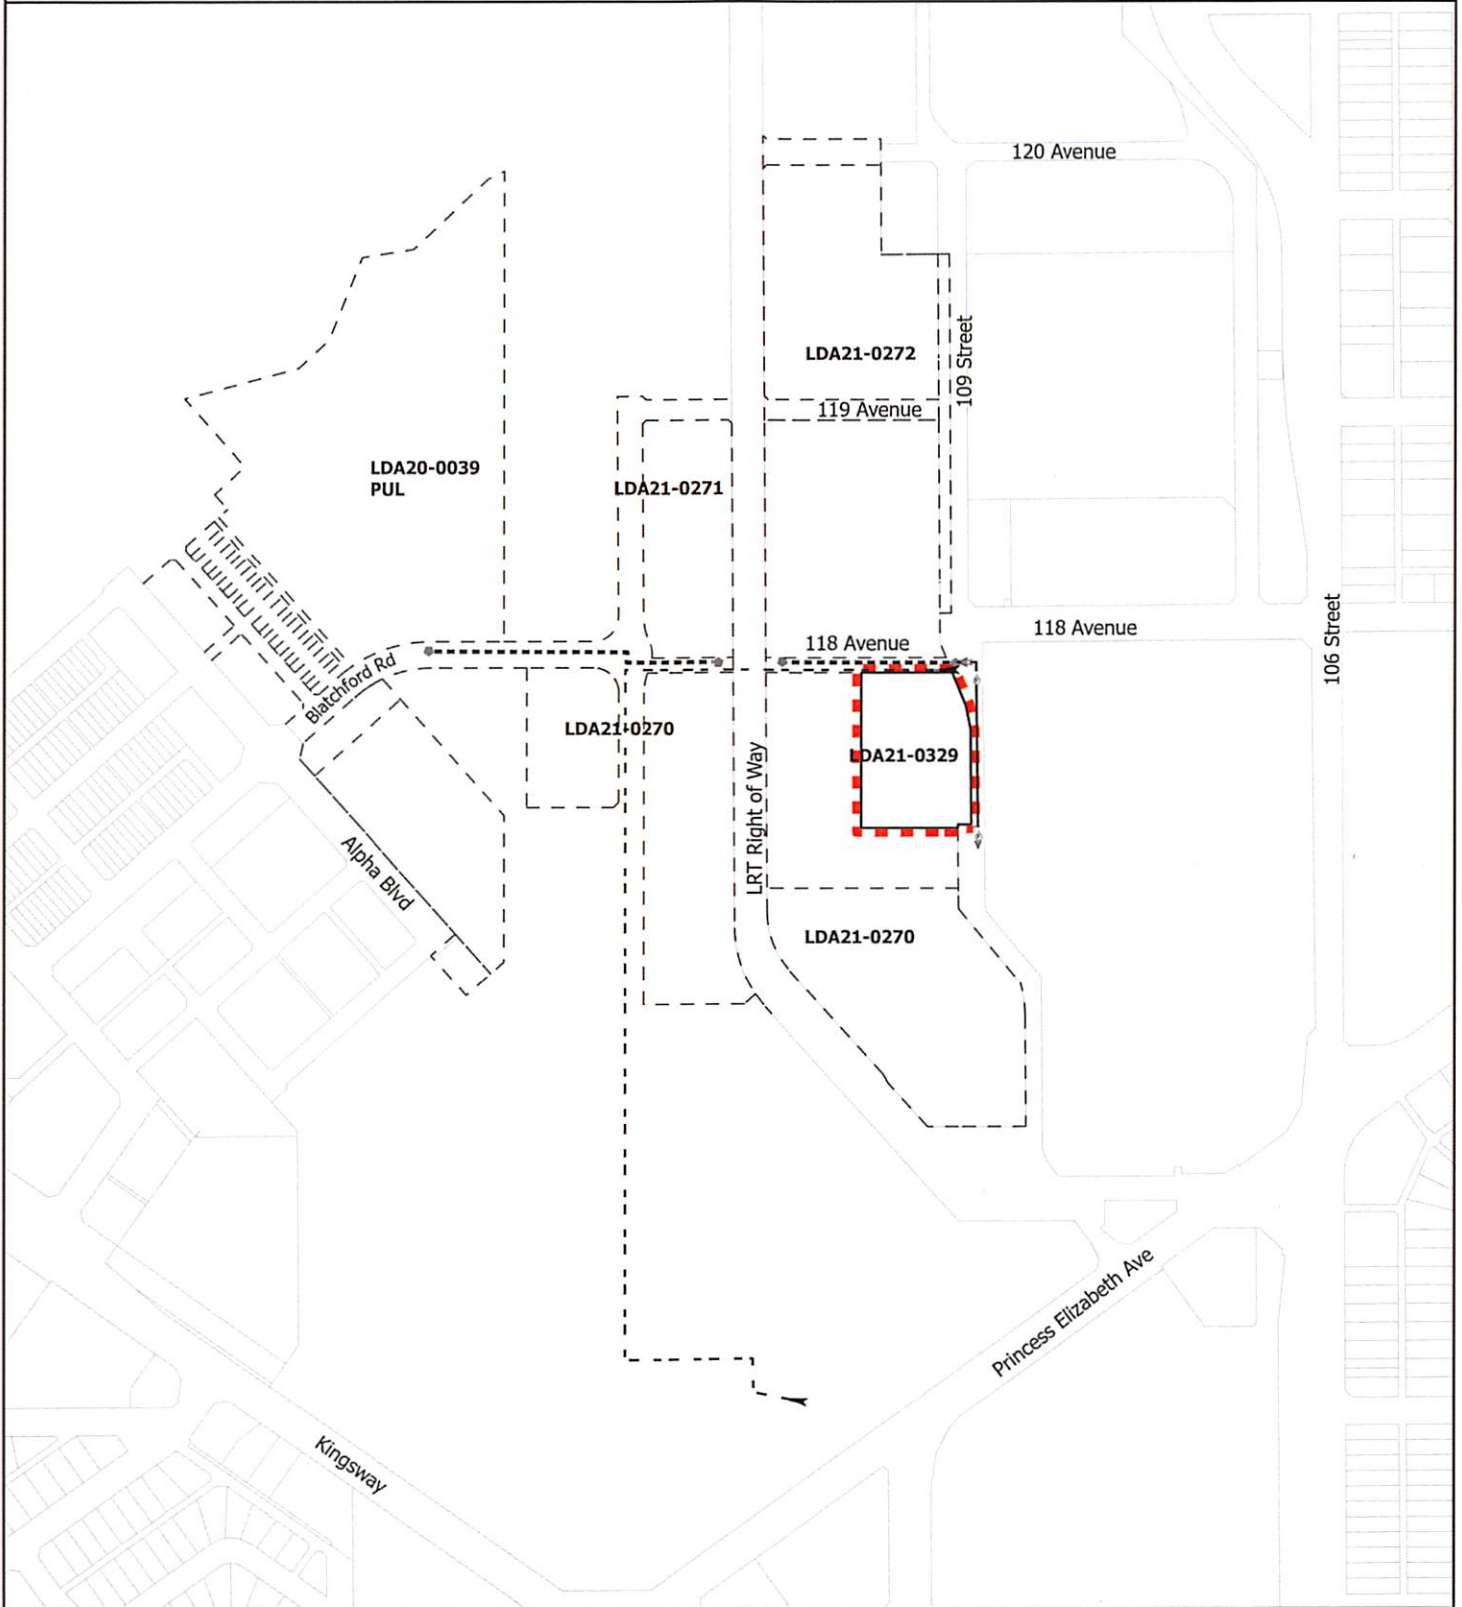 120 Avenue
109 Street
LDA21-0272
119 Avenue
LDA20-0039
PUL
LDA21-0271
118 Avenue
118 Avenue
106 Street
Blatchford Rd
LDA21-0270
LRT Right of Way
LDA21-0329
Alpha Blvd
LDA21-0270
Princess Elizabeth Ave
Kingsway